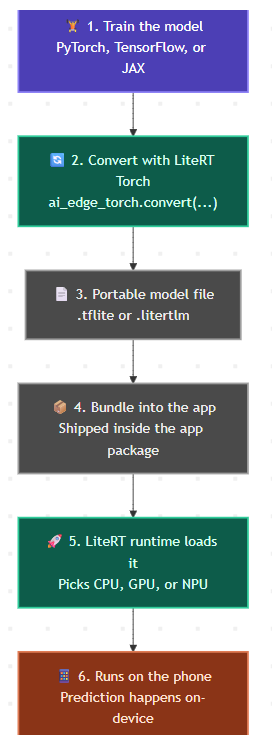 🏋️ 1. Train the model
PyTorch, TensorFlow, or
JAX
🔄 2. Convert with LiteRT
Torch
ai_edge_torch.convert(...)
📄 3. Portable model file
.tflite or .litertlm
📦 4. Bundle into the app
Shipped inside the app
package
🚀 5. LiteRT runtime loads
it
Picks CPU, GPU, or NPU
📱 6. Runs on the phone
Prediction happens on-
device